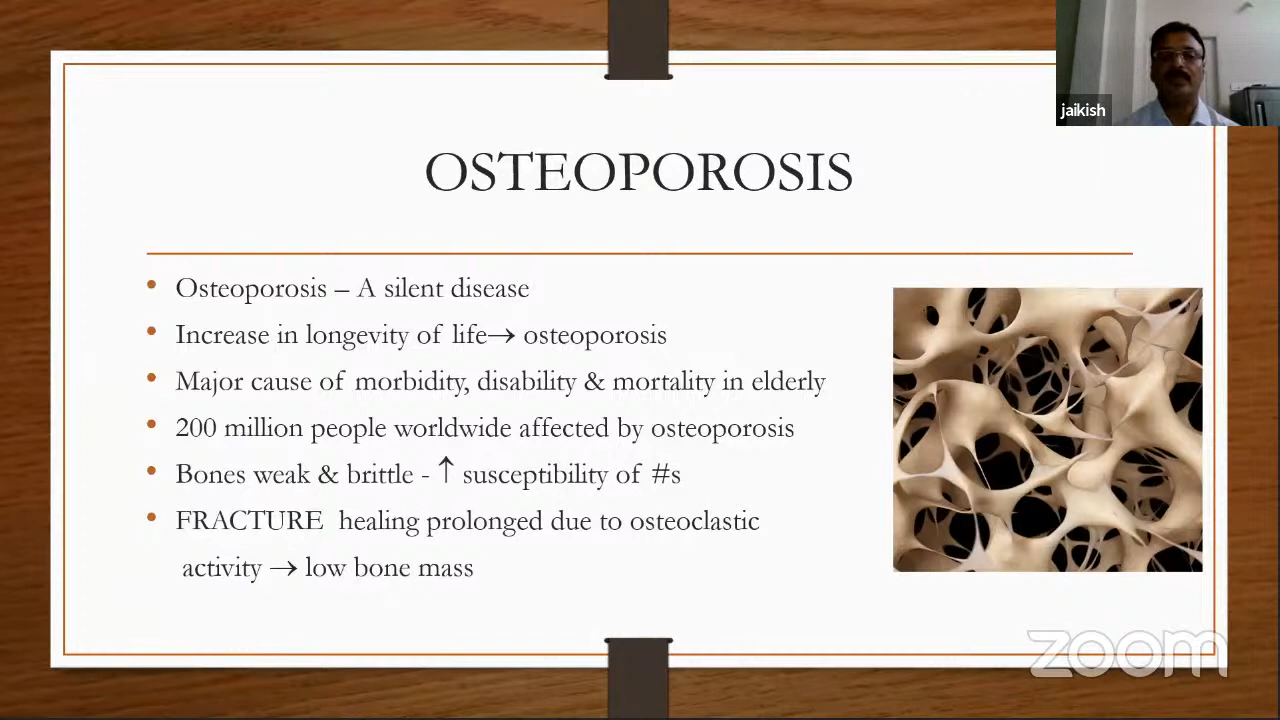 jaikish
OSTEOPOROSIS
• Osteoporosis – A silent disease
• Increase in longevity of life→ osteoporosis
• Major cause of morbidity, disability & mortality in elderly
• 200 million people worldwide affected by osteoporosis
• Bones weak & brittle - ↑ susceptibility of #s
• FRACTURE healing prolonged due to osteoclastic
activity → low bone mass
zoom